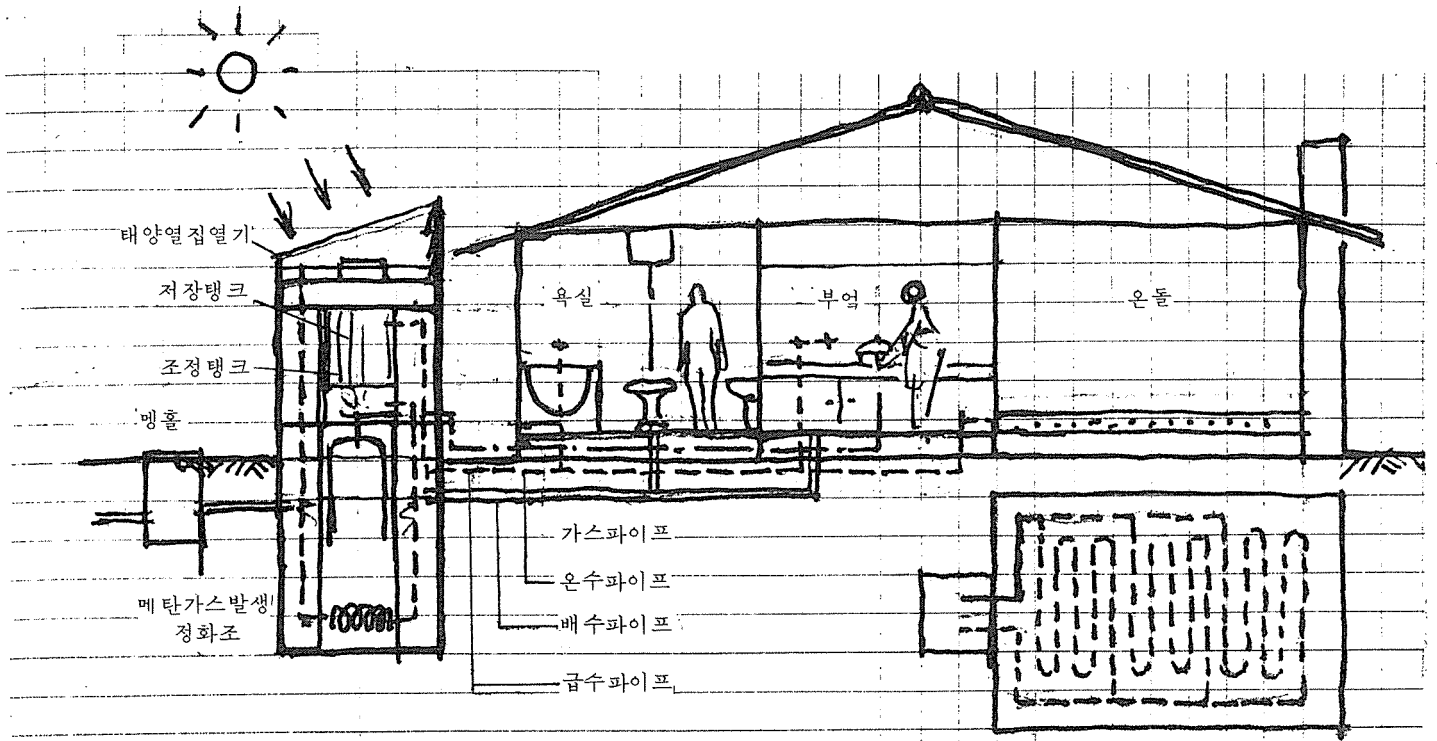 태양열집열기
저장탱크
조정탱크
맹홀
메탄가스발생
정화조
욕실
부엌
온돌
가스파이프
온수파이프
배수파이프
급수파이프